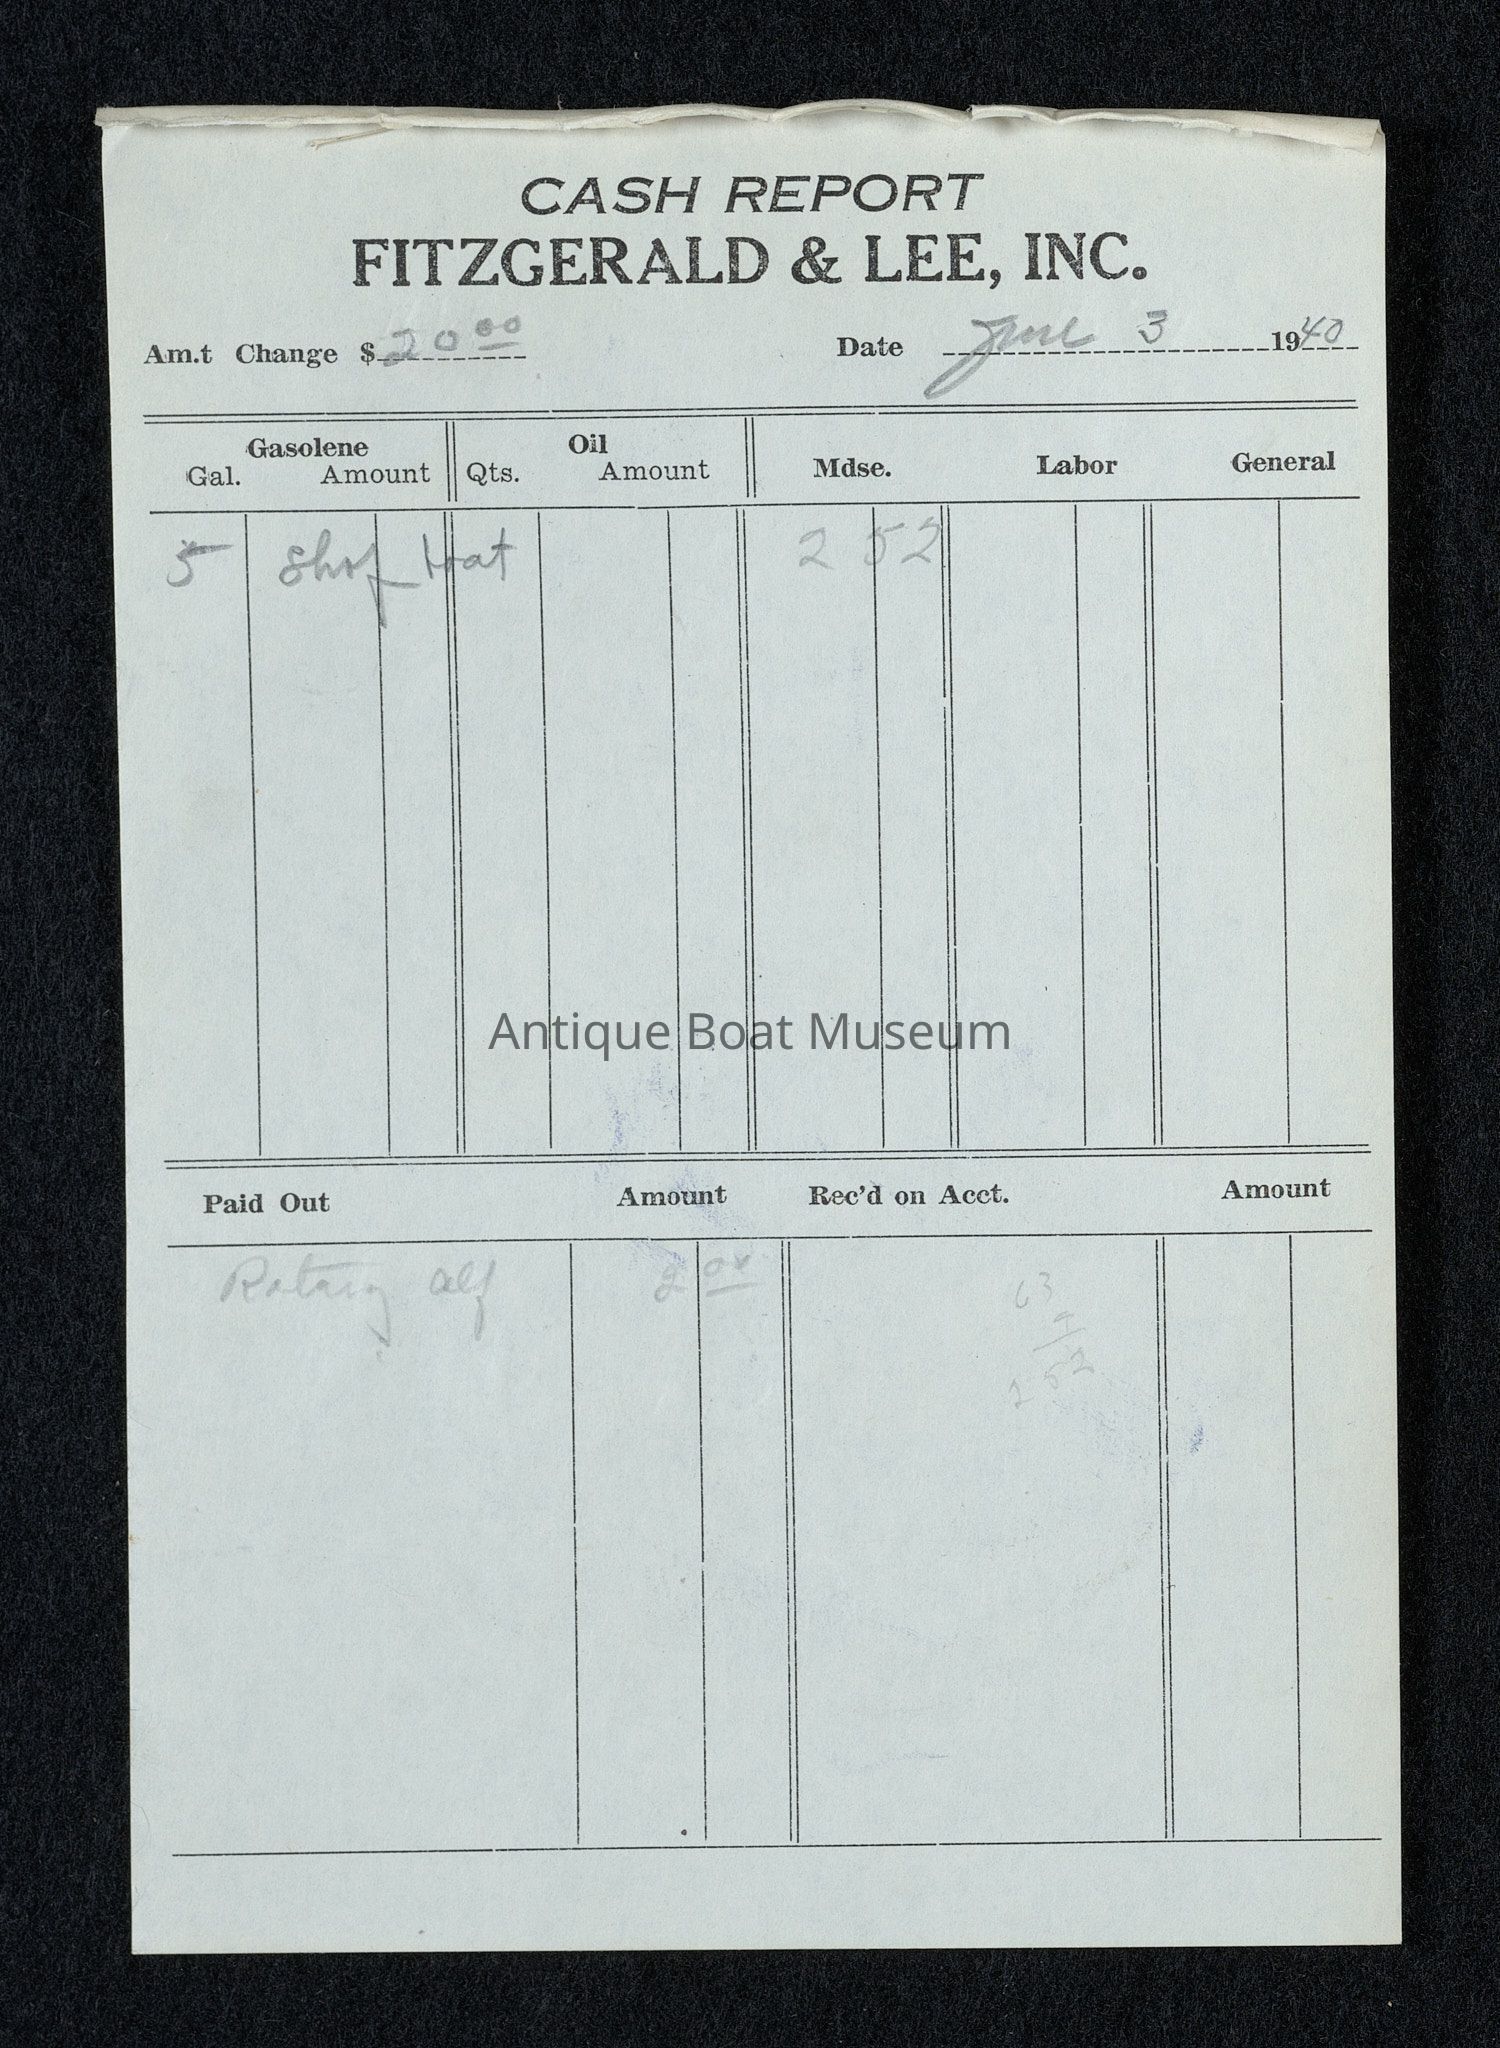 CASH REPORT
FITZGERALD & LEE, INC.
Am.t Change $ 20 00 Date June 3 1940
Gasolene Oil Mdse. Labor General
Gal. Amount Qts. Amount
5 Shop boat 2 52
Antique Boat Museum
Paid Out Amount Rec'd on Acct. Amount
Rotary 2 00
63
4
2 52